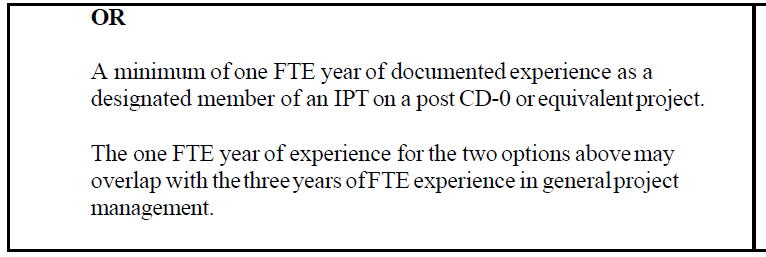 OR
A minimum of one FTE year of documented experience as a
designated member of an IPT on a post CD-0 or equivalent project.
The one FTE year of experience for the two options above may
overlap with the three years of FTE experience in general project
management.